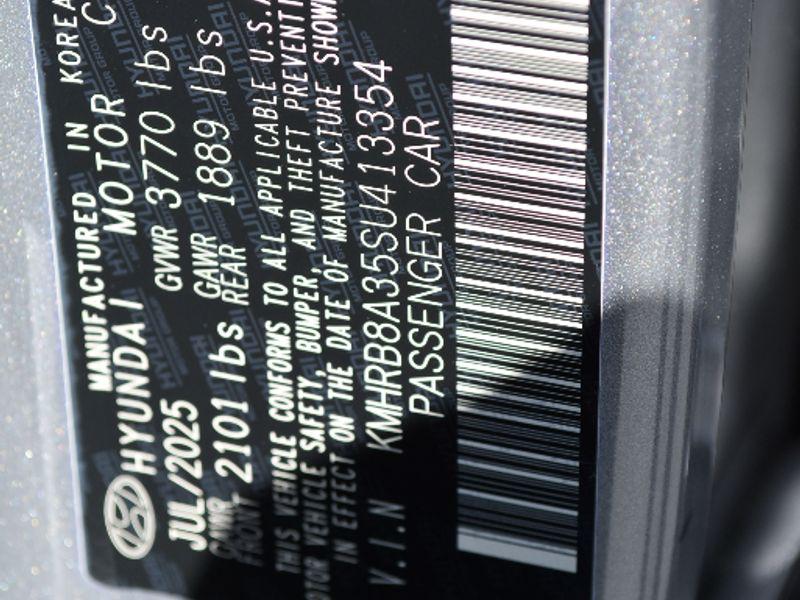 MANUFACTURED IN KOREA
HYUNDAI MOTOR C
JUL/2025 GVWR 3770 lbs
GAWR FRONT 2101 lbs GAWR REAR 1889 lbs
THIS VEHICLE CONFORMS TO ALL APPLICABLE U.S.A
MOTOR VEHICLE SAFETY, BUMPER, AND THEFT PREVENTI
IN EFFECT ON THE DATE OF MANUFACTURE SHOW
V.I.N KMHRB8A35SU413354
PASSENGER CAR